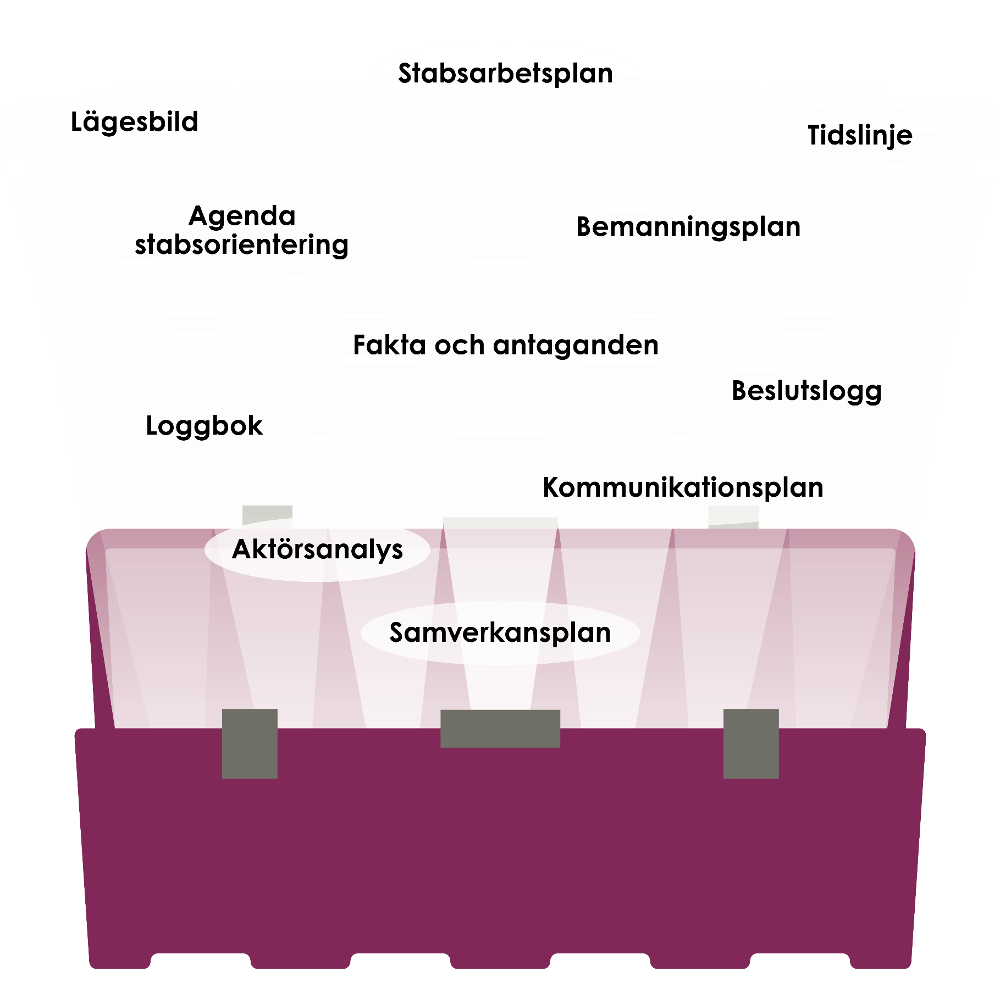 Stabsarbetsplan
Lägesbild
Tidslinje
Agenda
stabsorientering
Bemanningsplan
Fakta och antaganden
Beslutslogg
Loggbok
Kommunikationsplan
Aktörsanalys
Samverkansplan